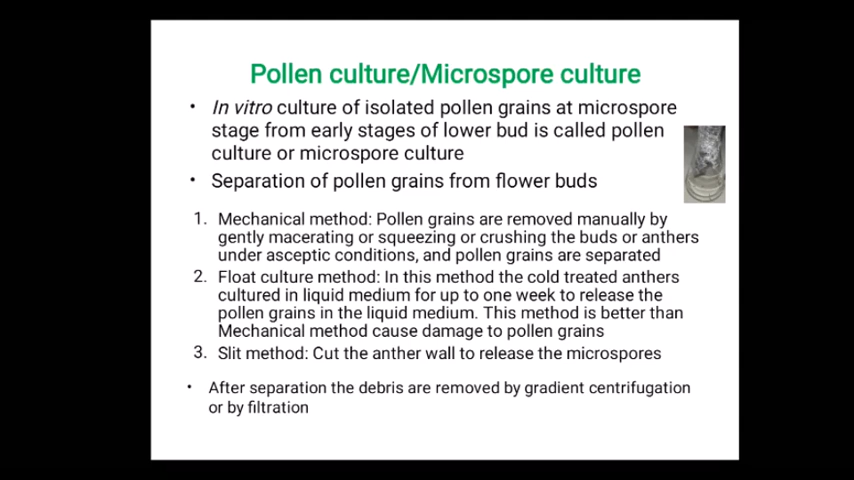 Pollen culture/Microspore culture
• In vitro culture of isolated pollen grains at microspore
stage from early stages of lower bud is called pollen
culture or microspore culture
• Separation of pollen grains from flower buds
1. Mechanical method: Pollen grains are removed manually by
gently macerating or squeezing or crushing the buds or anthers
under asceptic conditions, and pollen grains are separated
2. Float culture method: In this method the cold treated anthers
cultured in liquid medium for up to one week to release the
pollen grains in the liquid medium. This method is better than
Mechanical method cause damage to pollen grains
3. Slit method: Cut the anther wall to release the microspores
• After separation the debris are removed by gradient centrifugation
or by filtration